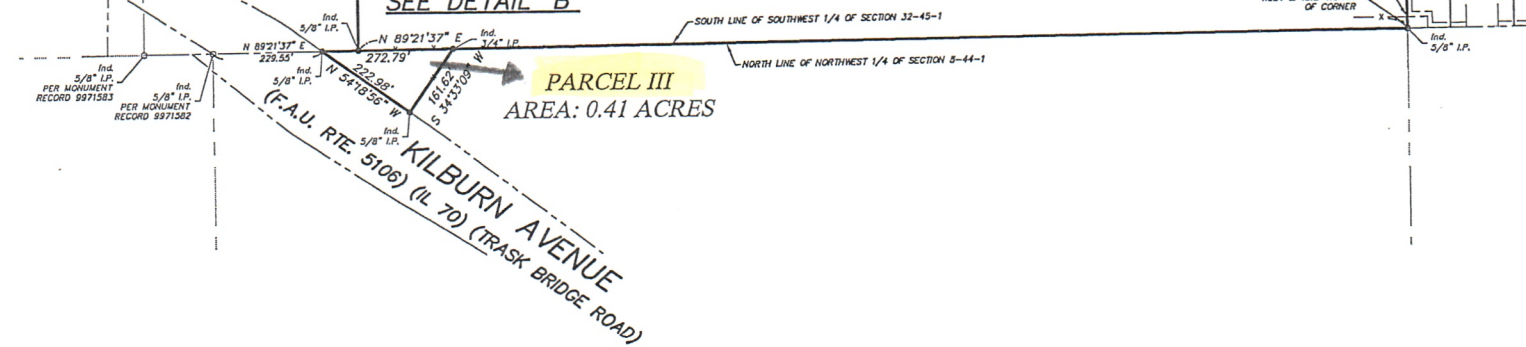 SEE DETAIL "B"
fnd.
5/8" I.P.
SOUTH LINE OF SOUTHWEST 1/4 OF SECTION 32-45-1
OF CORNER
fnd.
5/8" I.P.
N 89°21'37" E
229.55'
N 89°21'37" E
272.79'
fnd.
3/4" I.P.
NORTH LINE OF NORTHWEST 1/4 OF SECTION 5-44-1
fnd.
5/8" I.P.
PER MONUMENT
RECORD 9971583
fnd.
5/8" I.P.
PER MONUMENT
RECORD 9971582
fnd.
5/8" I.P.
222.98'
N 54°18'56" W
161.62'
S 34°33'09" W
PARCEL III
AREA: 0.41 ACRES
fnd.
5/8" I.P.
KILBURN AVENUE
(F.A.U. RTE. 5106) (IL 70) (TRASK BRIDGE ROAD)